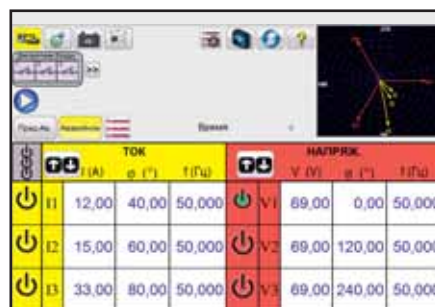 Аварийное
Время
ТОК НАПРЯЖ.
I (A) φ (°) f (Гц) V (V) φ (°) f (Гц)
I1 12,00 40,00 50,000 V1 69,00 0,00 50,000
I2 15,00 60,00 50,000 V2 69,00 120,00 50,000
I3 33,00 80,00 50,000 V3 69,00 240,00 50,000